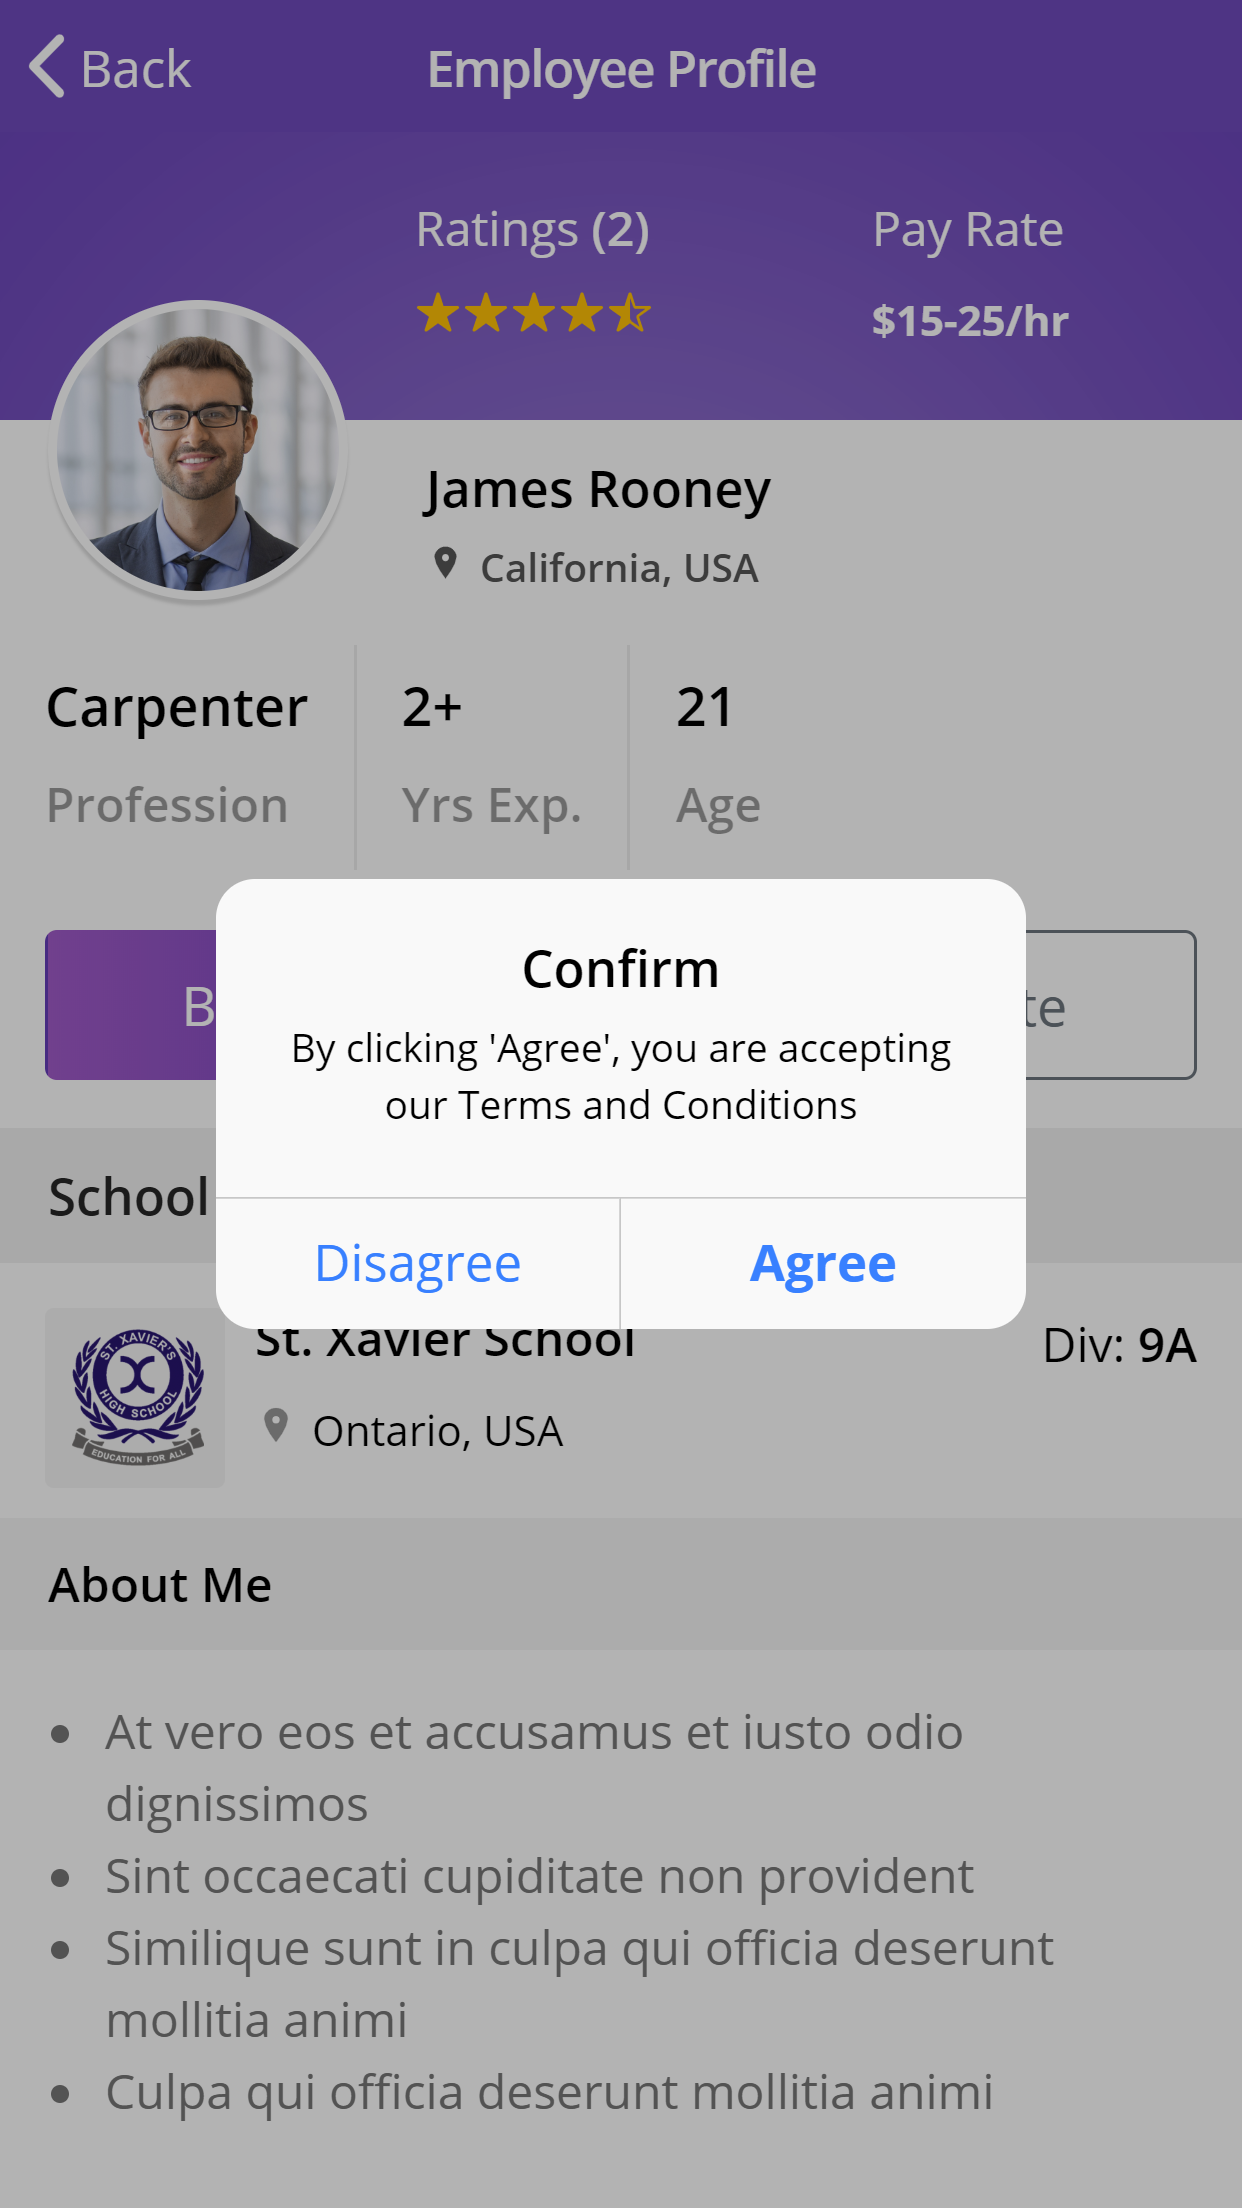 Back
Employee Profile
Ratings (2)
Pay Rate
$15-25/hr
James Rooney
California, USA
Carpenter
2+
21
Profession
Yrs Exp.
Age
Confirm
By clicking 'Agree', you are accepting
our Terms and Conditions
School
Disagree
Agree
ST. XAVIER'S
HIGH SCHOOL
EDUCATION FOR ALL
St. Xavier School
Div: 9A
Ontario, USA
About Me
At vero eos et accusamus et iusto odio
dignissimos
Sint occaecati cupiditate non provident
Similique sunt in culpa qui officia deserunt
mollitia animi
Culpa qui officia deserunt mollitia animi